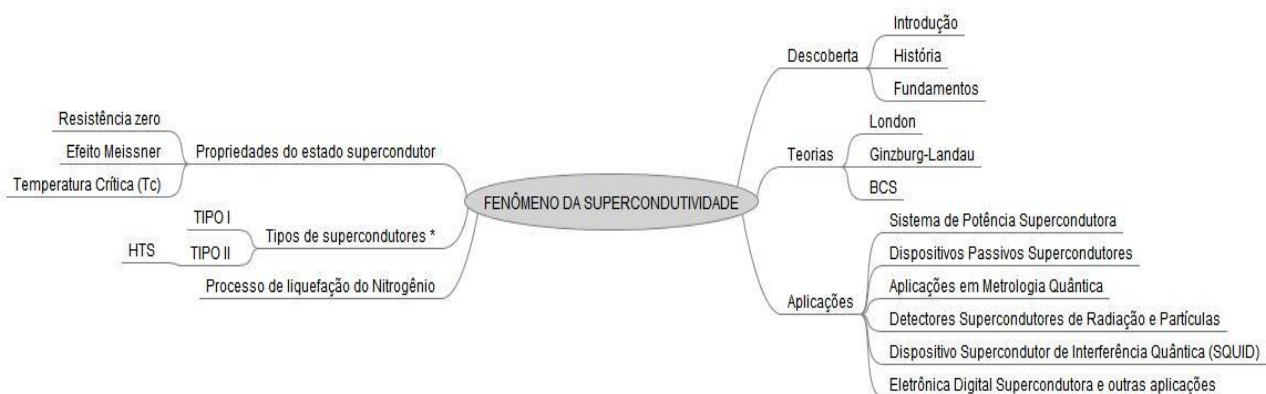 FENÔMENO DA SUPERCONDUTIVIDADE
Descoberta
Introdução
História
Fundamentos
Teorias
London
Ginzburg-Landau
BCS
Aplicações
Sistema de Potência Supercondutora
Dispositivos Passivos Supercondutores
Aplicações em Metrologia Quântica
Detectores Supercondutores de Radiação e Partículas
Dispositivo Supercondutor de Interferência Quântica (SQUID)
Eletrônica Digital Supercondutora e outras aplicações
Propriedades do estado supercondutor
Resistência zero
Efeito Meissner
Temperatura Crítica (Tc)
Tipos de supercondutores *
TIPO I
TIPO II
HTS
Processo de liquefação do Nitrogênio